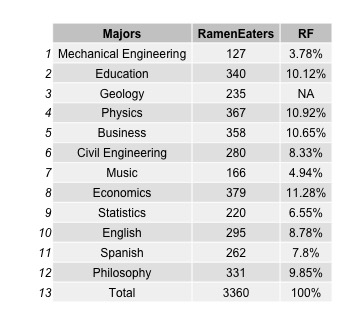 Majors RamenEaters RF
1 Mechanical Engineering 127 3.78%
2 Education 340 10.12%
3 Geology 235 NA
4 Physics 367 10.92%
5 Business 358 10.65%
6 Civil Engineering 280 8.33%
7 Music 166 4.94%
8 Economics 379 11.28%
9 Statistics 220 6.55%
10 English 295 8.78%
11 Spanish 262 7.8%
12 Philosophy 331 9.85%
13 Total 3360 100%